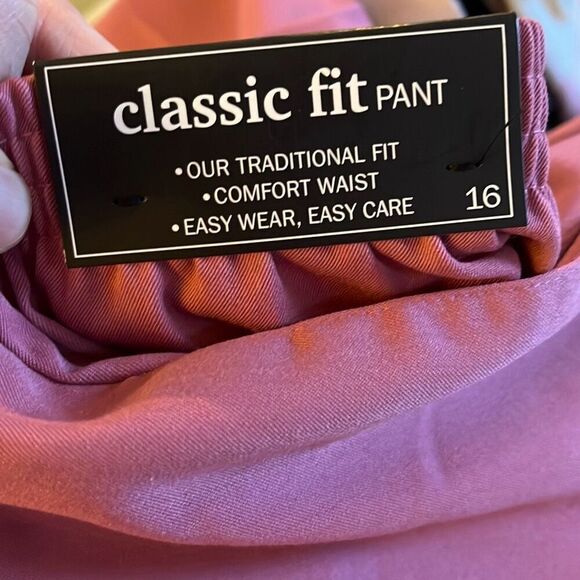 classic fit PANT
•OUR TRADITIONAL FIT
•COMFORT WAIST
•EASY WEAR, EASY CARE
16